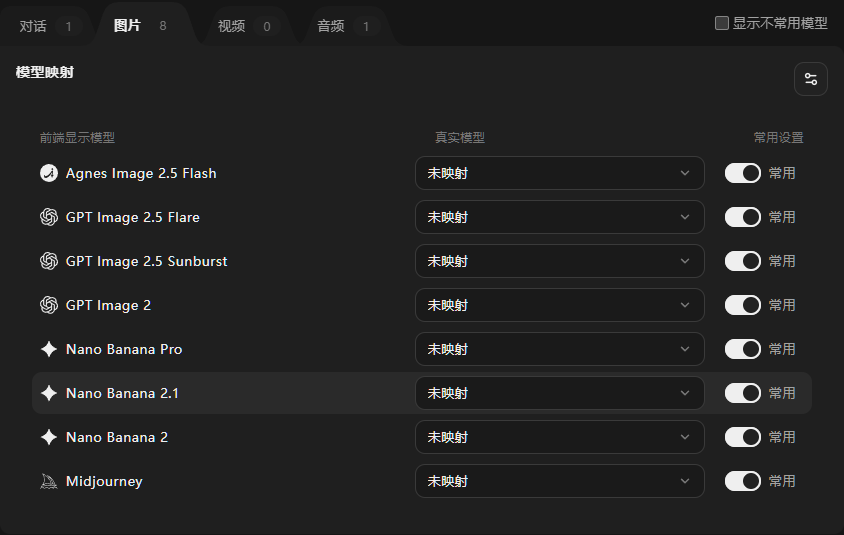 对话 1 图片 8 视频 0 音频 1 显示不常用模型
模型映射
前端显示模型 真实模型 常用设置
Agnes Image 2.5 Flash 未映射 常用
GPT Image 2.5 Flare 未映射 常用
GPT Image 2.5 Sunburst 未映射 常用
GPT Image 2 未映射 常用
Nano Banana Pro 未映射 常用
Nano Banana 2.1 未映射 常用
Nano Banana 2 未映射 常用
Midjourney 未映射 常用